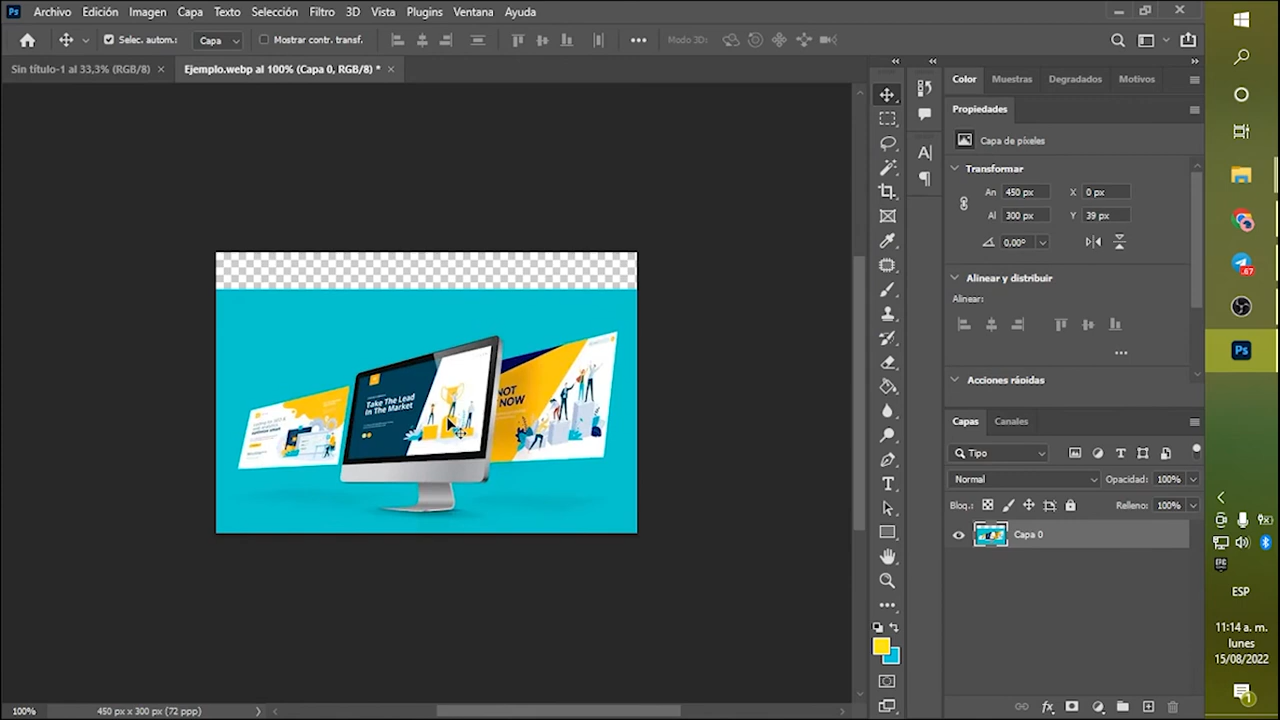 Ps Archivo Edición Imagen Capa Texto Selección Filtro 3D Vista Plugins Ventana Ayuda
Selec. autom.: Capa Mostrar contr. transf. Modo 3D:
Sin título-1 al 33,3% (RGB/8) × Ejemplo.webp al 100% (Capa 0, RGB/8) * ×
Color Muestras Degradados Motivos
Propiedades
Capa de píxeles
Transformar
An 450 px X 0 px
Al 300 px Y 39 px
0,00°
Alinear y distribuir
Alinear:
Acciones rápidas
Capas Canales
Tipo
Normal Opacidad: 100%
Bloq.: Relleno: 100%
Capa 0
Take The Lead
In The Market
NOT
NOW
100% 450 px x 300 px (72 ppp)
67
Ps
EPIC
ESP
11:14 a. m.
lunes
15/08/2022
1